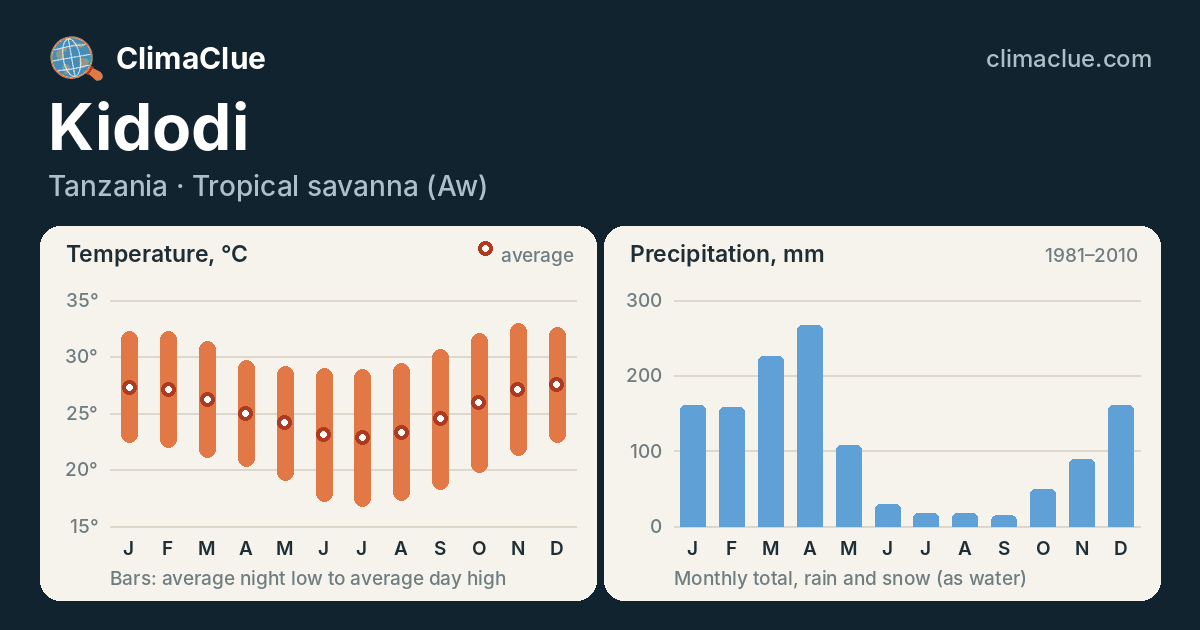 ClimaClue
climaclue.com
Kidodi
Tanzania · Tropical savanna (Aw)
Temperature, °C
average
35°
30°
25°
20°
15°
J F M A M J J A S O N D
Bars: average night low to average day high
Precipitation, mm
1981–2010
300
200
100
0
J F M A M J J A S O N D
Monthly total, rain and snow (as water)